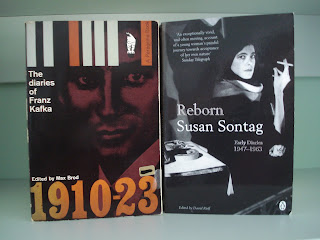 The
diaries
of
Franz
Kafka
Edited by Max Brod
1910-23
"An exceptionally vivid,
and often moving, account
of a young woman's painful
journey towards acceptance
of her own nature"
Sunday Telegraph
Reborn
Susan Sontag
Early Diaries
1947–1963
Edited by David Rieff